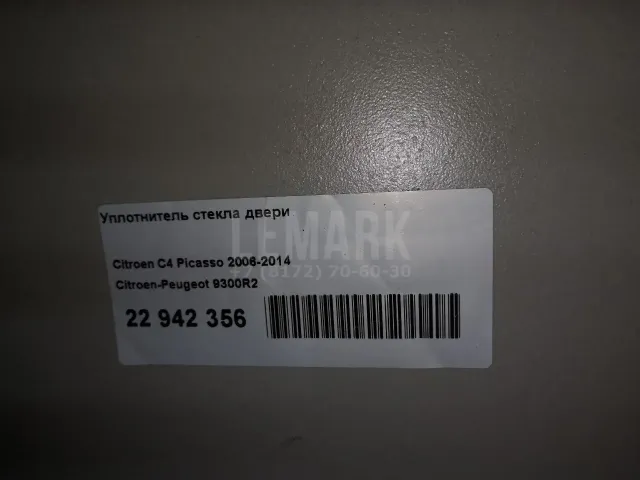 Уплотнитель стекла двери
LEMARK
+7 (8172) 70-60-30
Citroen C4 Picasso 2006-2014
Citroen-Peugeot 9300R2
22 942 356